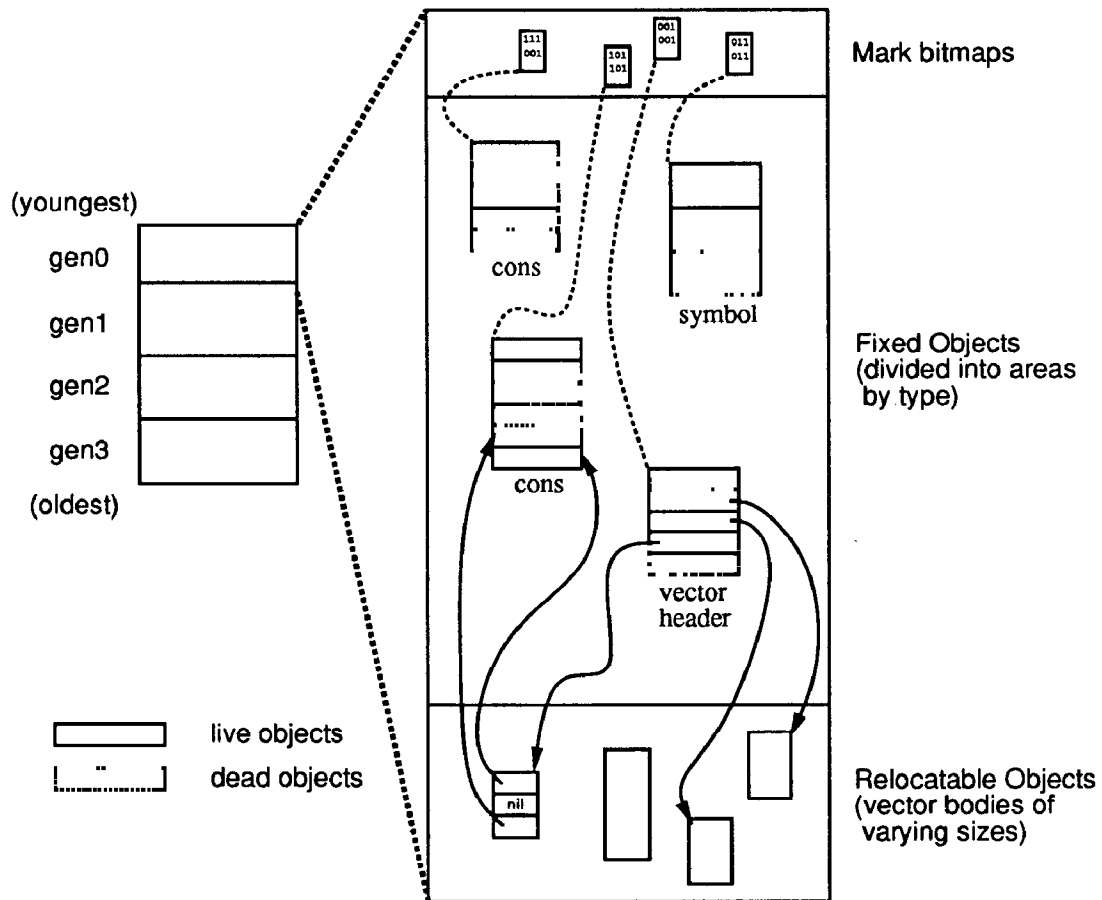 111
001
101
101
001
001
011
011
Mark bitmaps
(youngest)
gen0
gen1
gen2
gen3
(oldest)
cons
symbol
cons
vector
header
Fixed Objects
(divided into areas
by type)
live objects
dead objects
nil
Relocatable Objects
(vector bodies of
varying sizes)